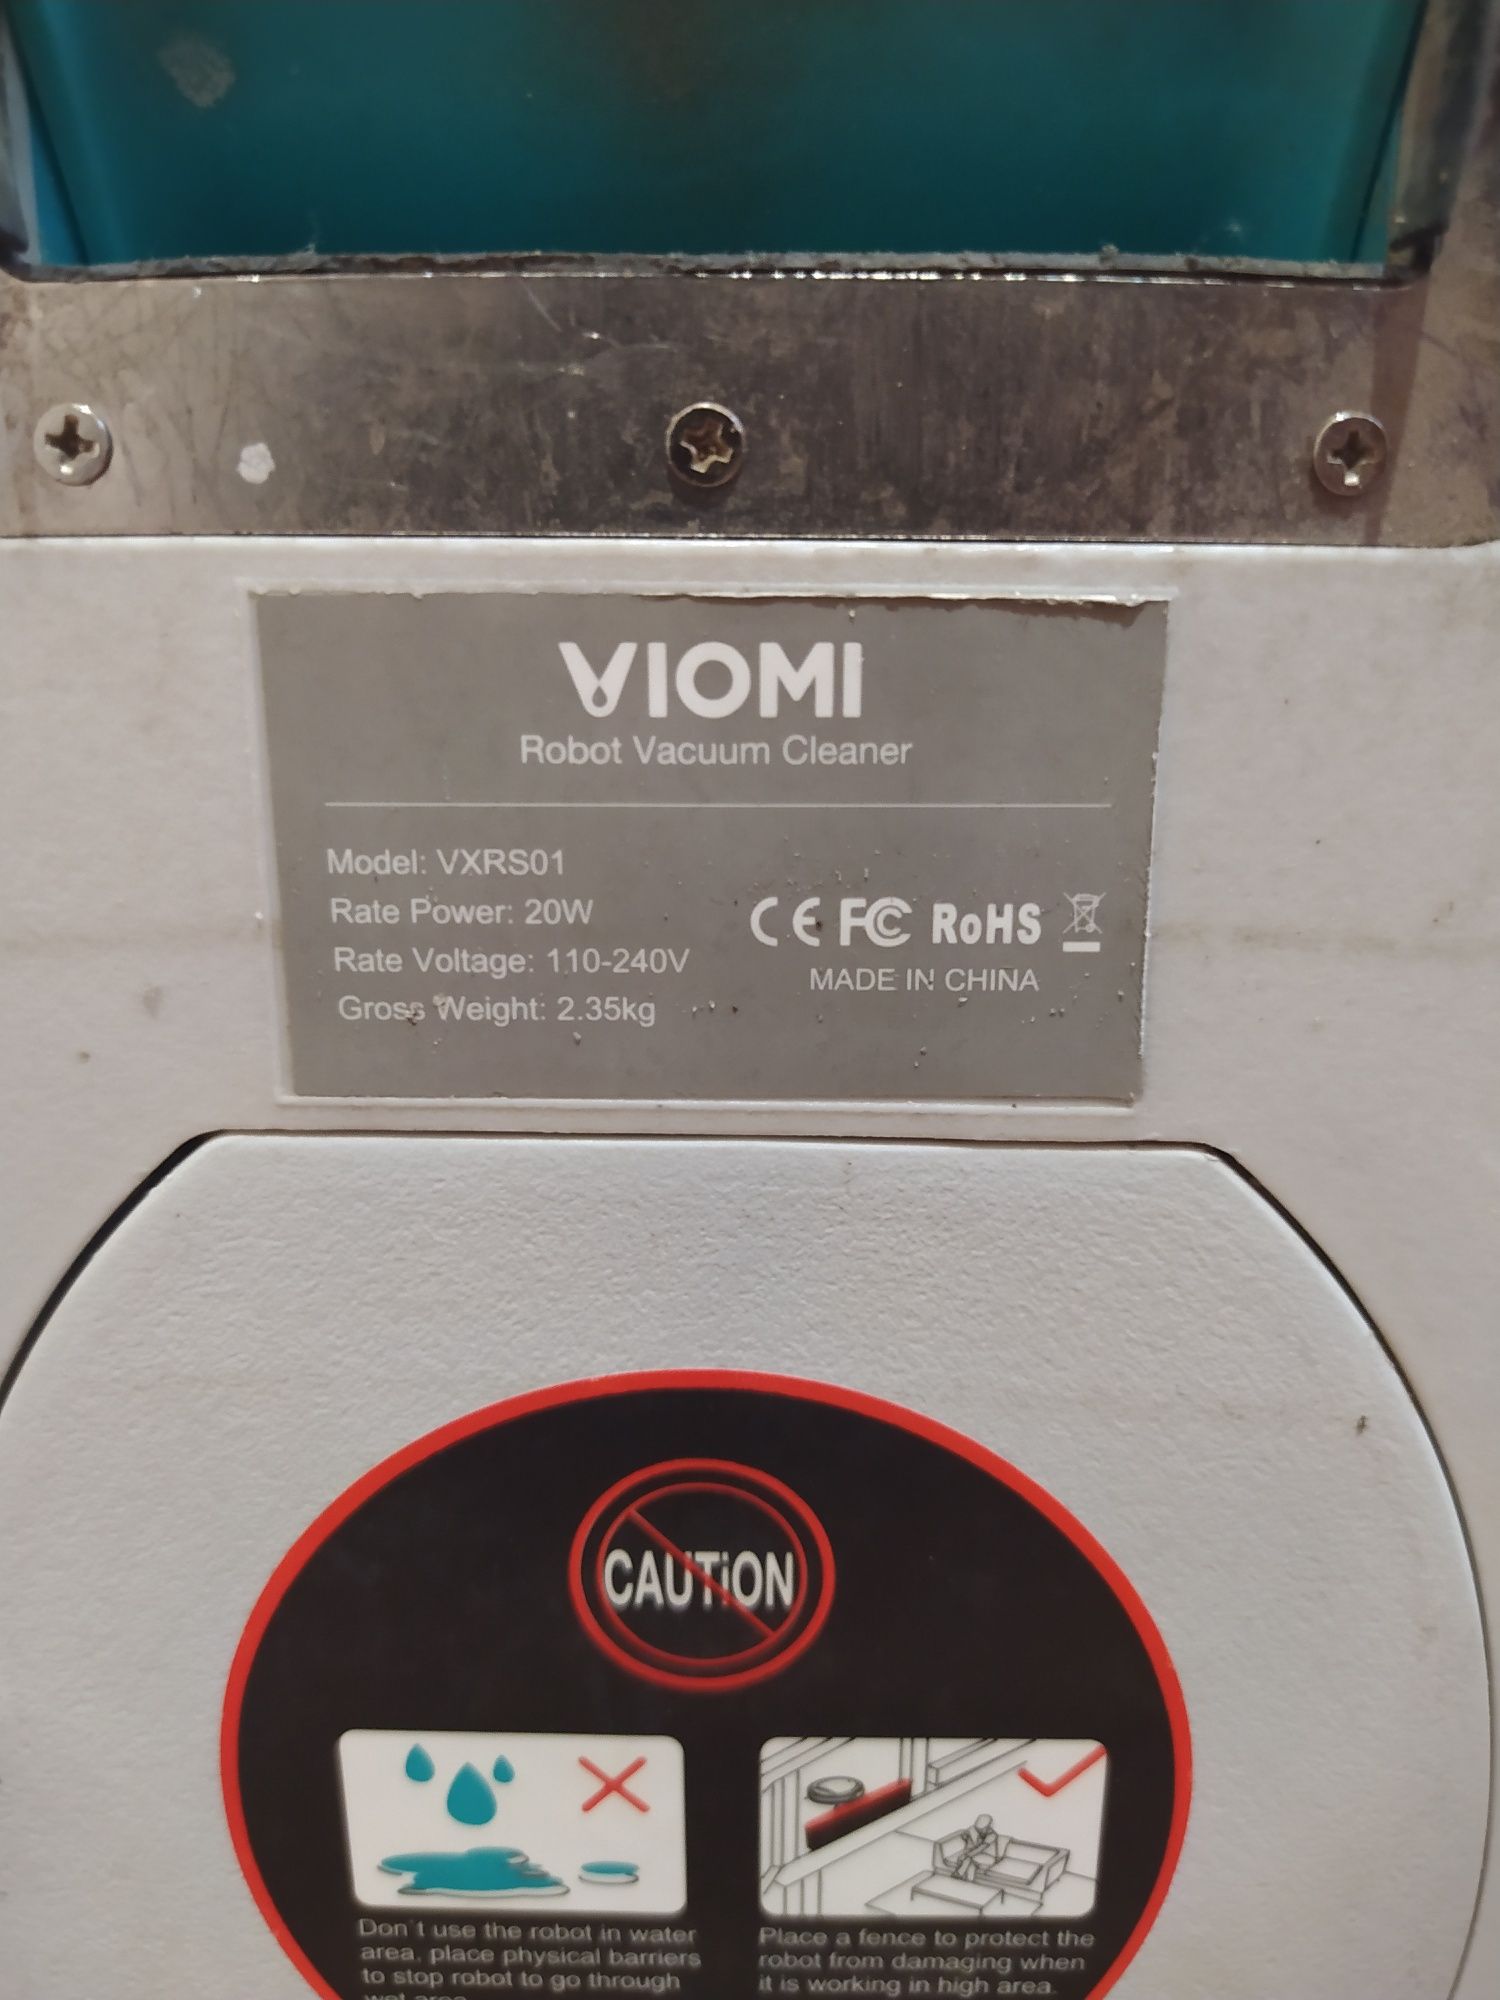 VIOMI
Robot Vacuum Cleaner
Model: VXRS01
Rate Power: 20W
Rate Voltage: 110-240V
Gross Weight: 2.35kg
CE FC RoHS
MADE IN CHINA
CAUTiON
Don't use the robot in water
area, place physical barriers
to stop robot to go through
wet area
Place a fence to protect the
robot from damaging when
it is working in high area.